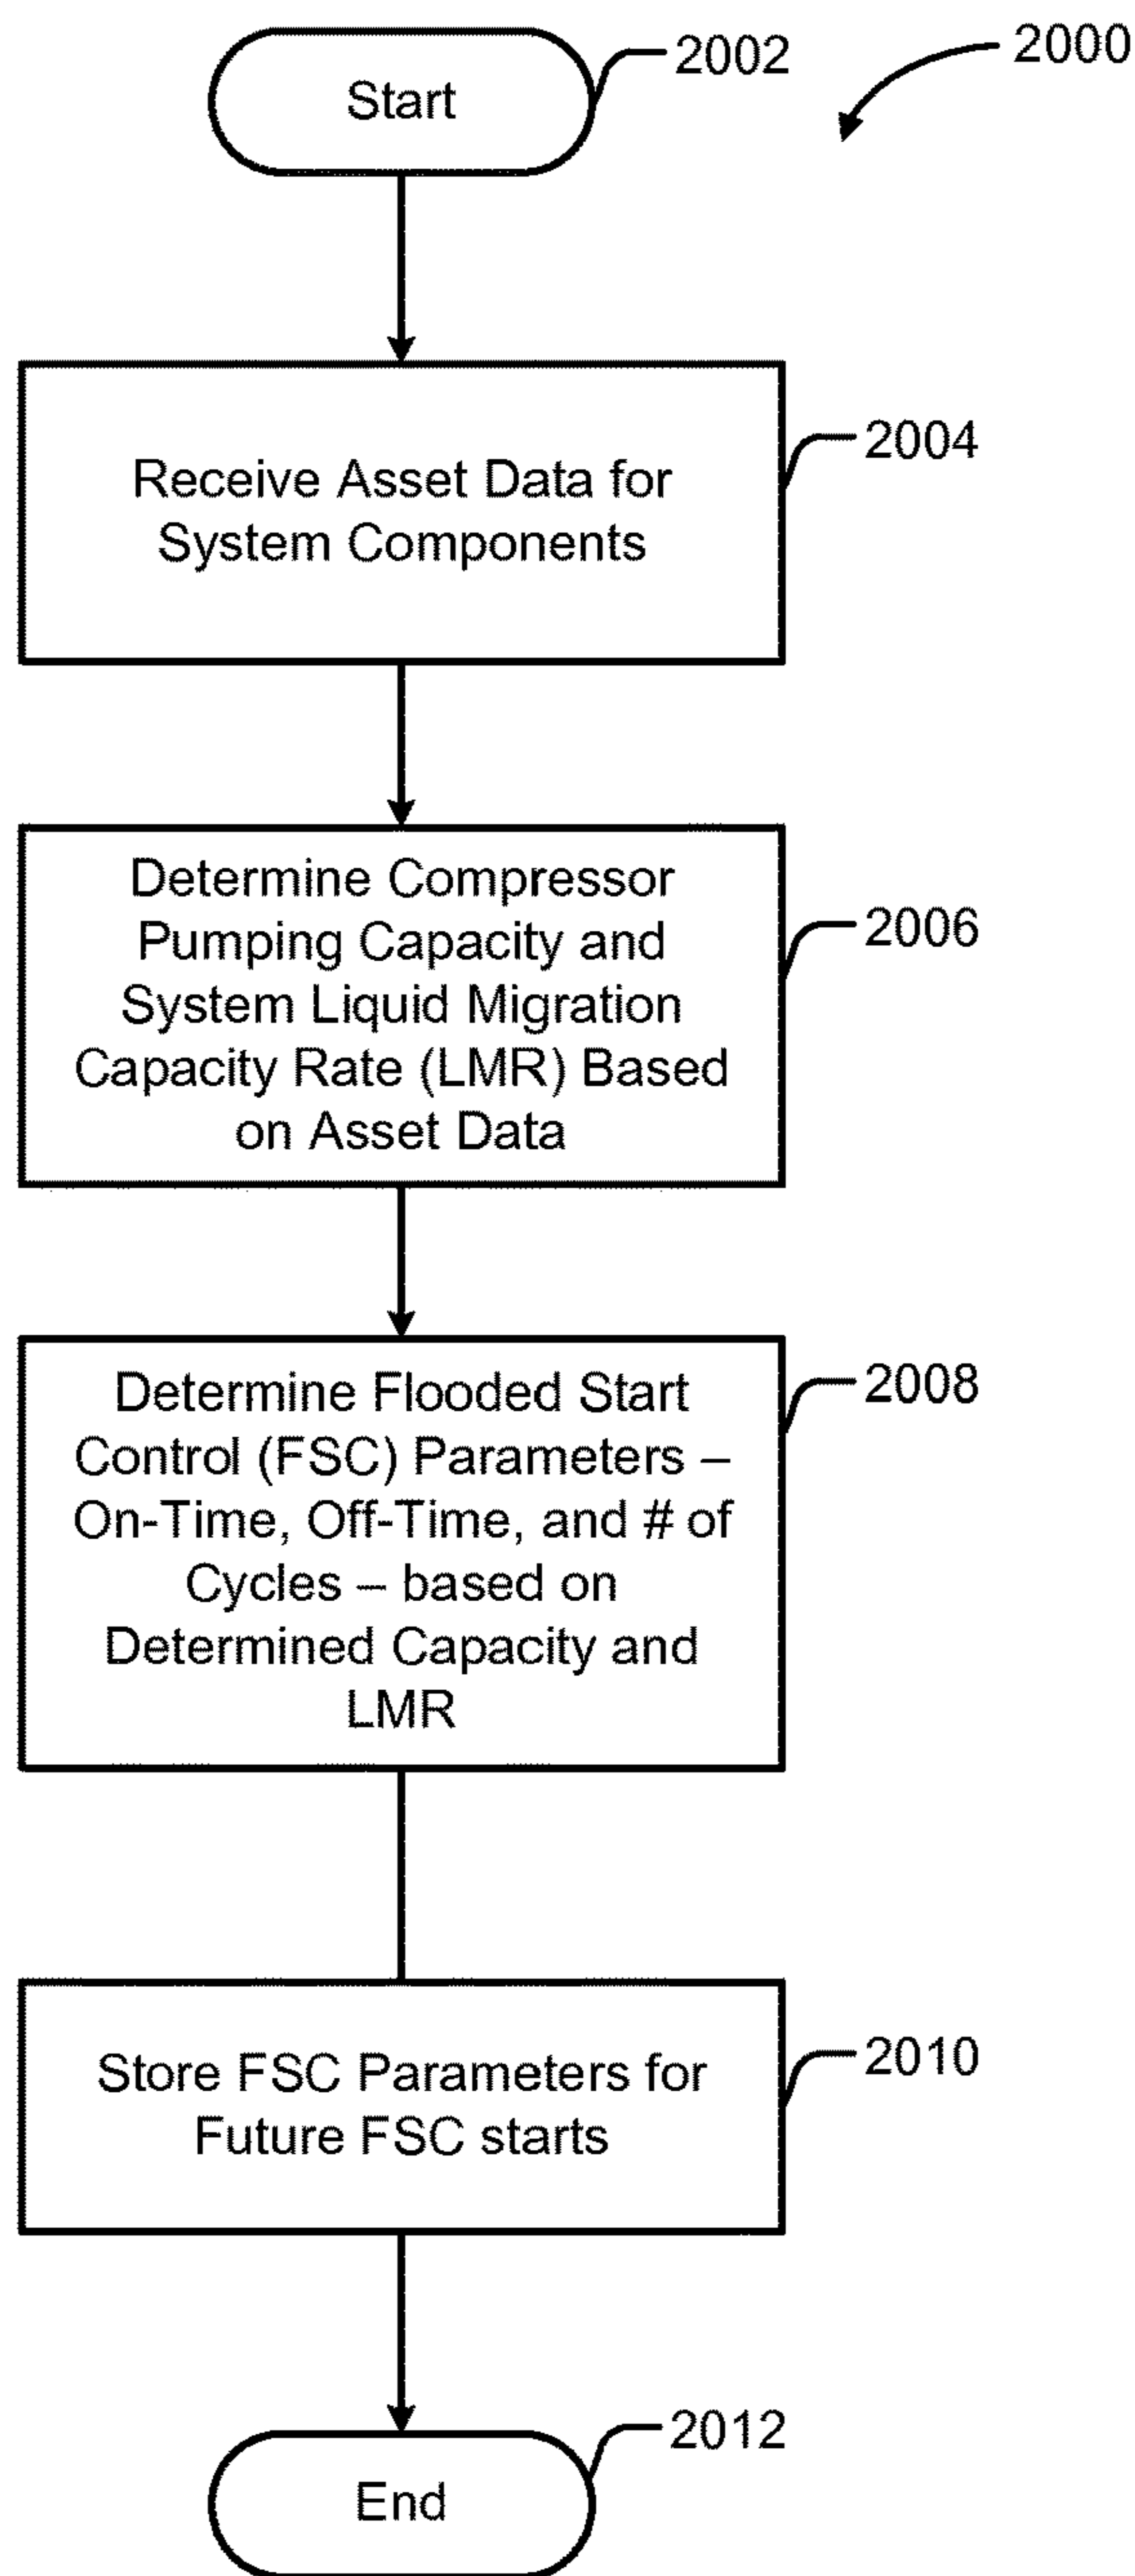 2000
Start
2002
Receive Asset Data for
System Components
2004
Determine Compressor
Pumping Capacity and
System Liquid Migration
Capacity Rate (LMR) Based
on Asset Data
2006
Determine Flooded Start
Control (FSC) Parameters –
On-Time, Off-Time, and # of
Cycles – based on
Determined Capacity and
LMR
2008
Store FSC Parameters for
Future FSC starts
2010
End
2012